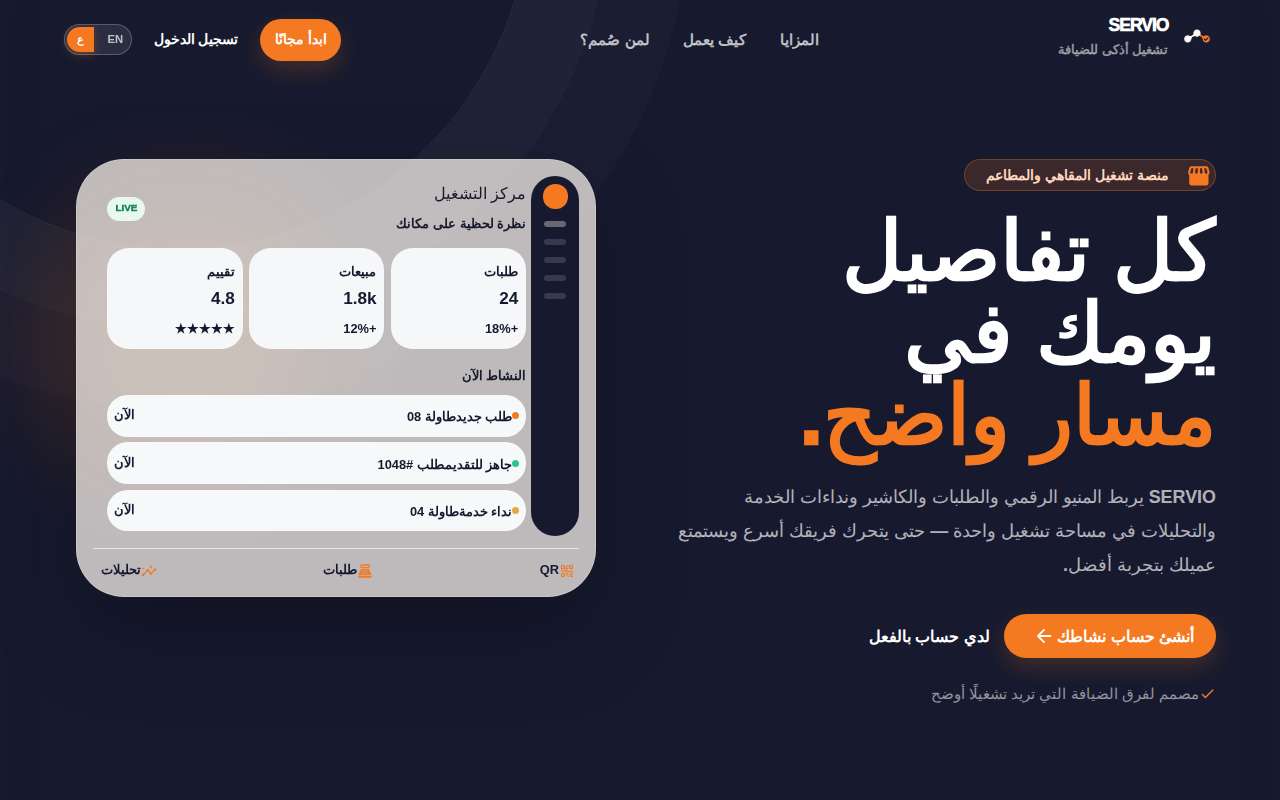 SERVIO
تشغيل أذكى للضيافة
المزايا
كيف يعمل
لمن صُمم؟
ابدأ مجانًا
تسجيل الدخول
EN
ع
منصة تشغيل المقاهي والمطاعم
كل تفاصيل
يومك في
مسار واضح.
SERVIO يربط المنيو الرقمي والطلبات والكاشير ونداءات الخدمة
والتحليلات في مساحة تشغيل واحدة — حتى يتحرك فريقك أسرع ويستمتع
عميلك بتجربة أفضل.
أنشئ حساب نشاطك ←
لدي حساب بالفعل
مصمم لفرق الضيافة التي تريد تشغيلًا أوضح
مركز التشغيل
نظرة لحظية على مكانك
LIVE
طلبات
24
+18%
مبيعات
1.8k
+12%
تقييم
4.8
★★★★★
النشاط الآن
طلب جديدطاولة 08
الآن
جاهز للتقديمطلب #1048
الآن
نداء خدمةطاولة 04
الآن
QR
طلبات
تحليلات